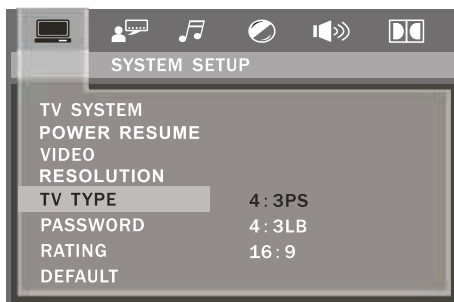 SYSTEM SETUP
TV SYSTEM
POWER RESUME
VIDEO
RESOLUTION
TV TYPE 4:3PS
PASSWORD 4:3LB
RATING 16:9
DEFAULT